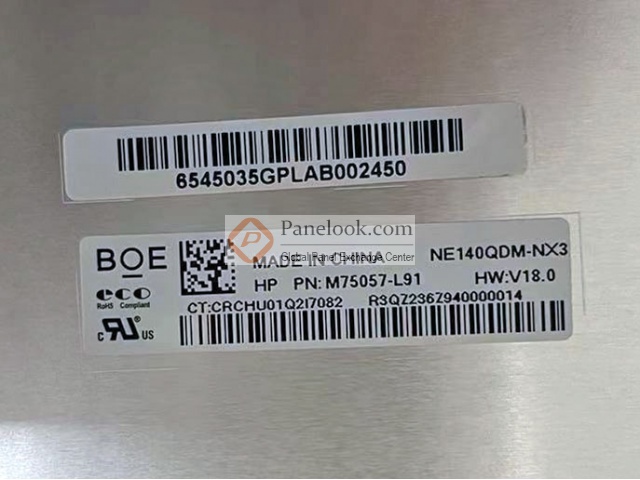 6545035GPLAB002450
Panelook.com
Global Panel Exchange Center
BOE
MADE IN CHINA
NE140QDM-NX3
eco
RoHS Compliant
HP PN: M75057-L91
HW:V18.0
CT:CRCHU01Q2I7082
R3QZ236Z940000014
c RU US